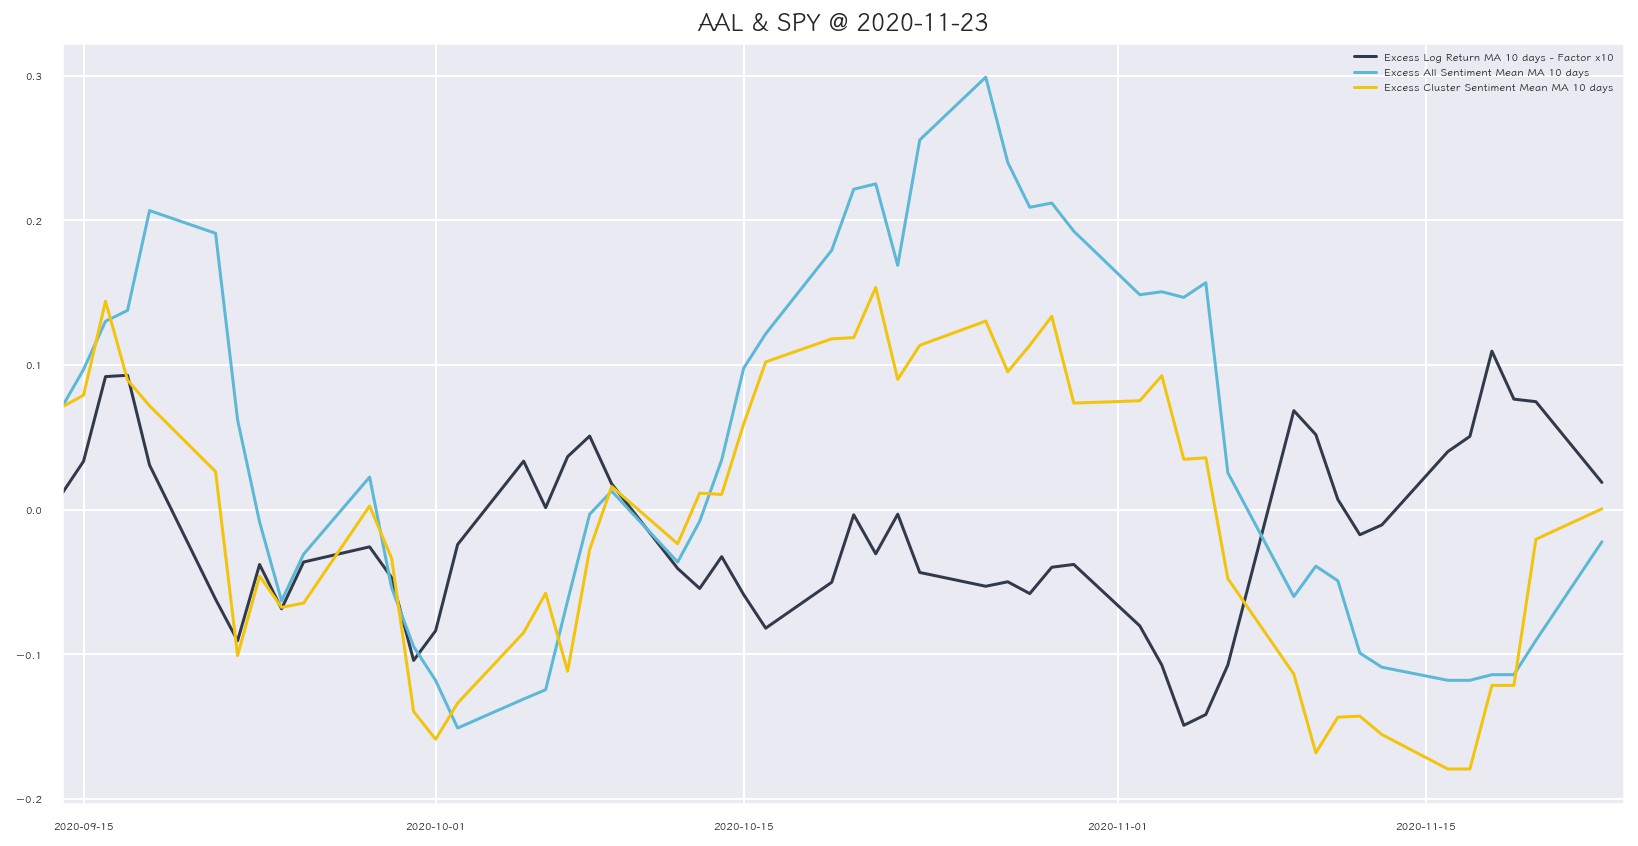 AAL & SPY @ 2020-11-23
Excess Log Return MA 10 days - Factor x10
Excess All Sentiment Mean MA 10 days
Excess Cluster Sentiment Mean MA 10 days
0.3
0.2
0.1
0.0
−0.1
−0.2
2020-09-15 2020-10-01 2020-10-15 2020-11-01 2020-11-15